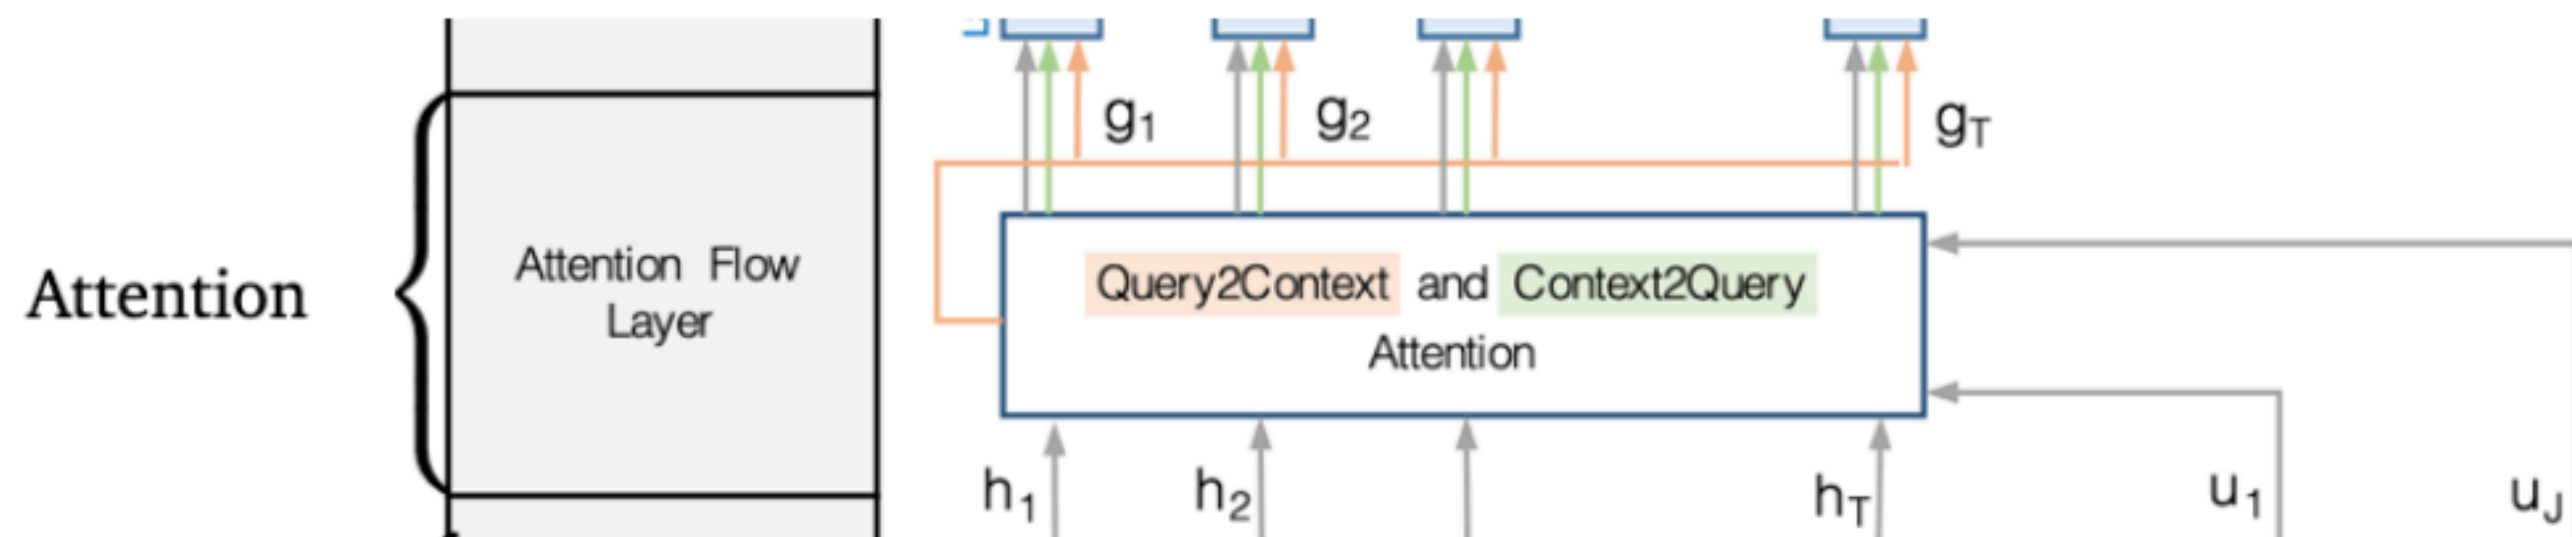 Attention
Attention Flow
Layer
g1
g2
gT
Query2Context and Context2Query
Attention
h1
h2
hT
u1
uJ